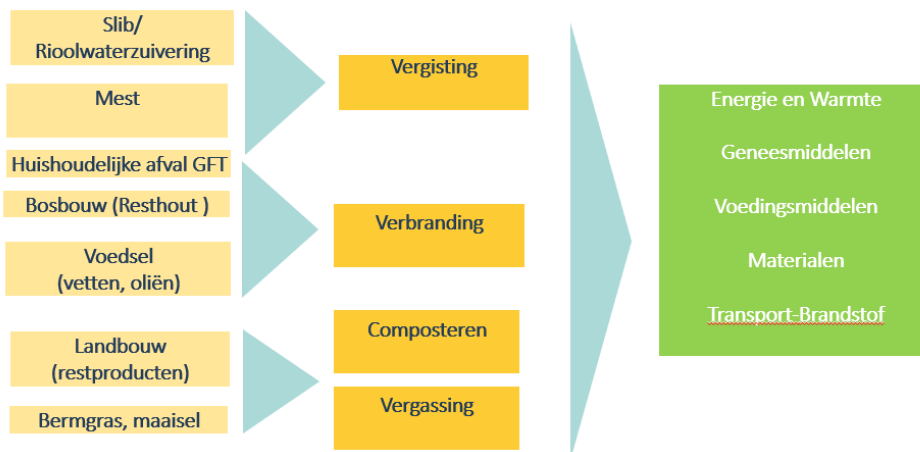 Slib/
Rioolwaterzuivering
Mest
Huishoudelijke afval GFT
Bosbouw (Resthout )
Voedsel
(vetten, oliën)
Landbouw
(restproducten)
Bermgras, maaisel
Vergisting
Verbranding
Composteren
Vergassing
Energie en Warmte
Geneesmiddelen
Voedingsmiddelen
Materialen
Transport-Brandstof